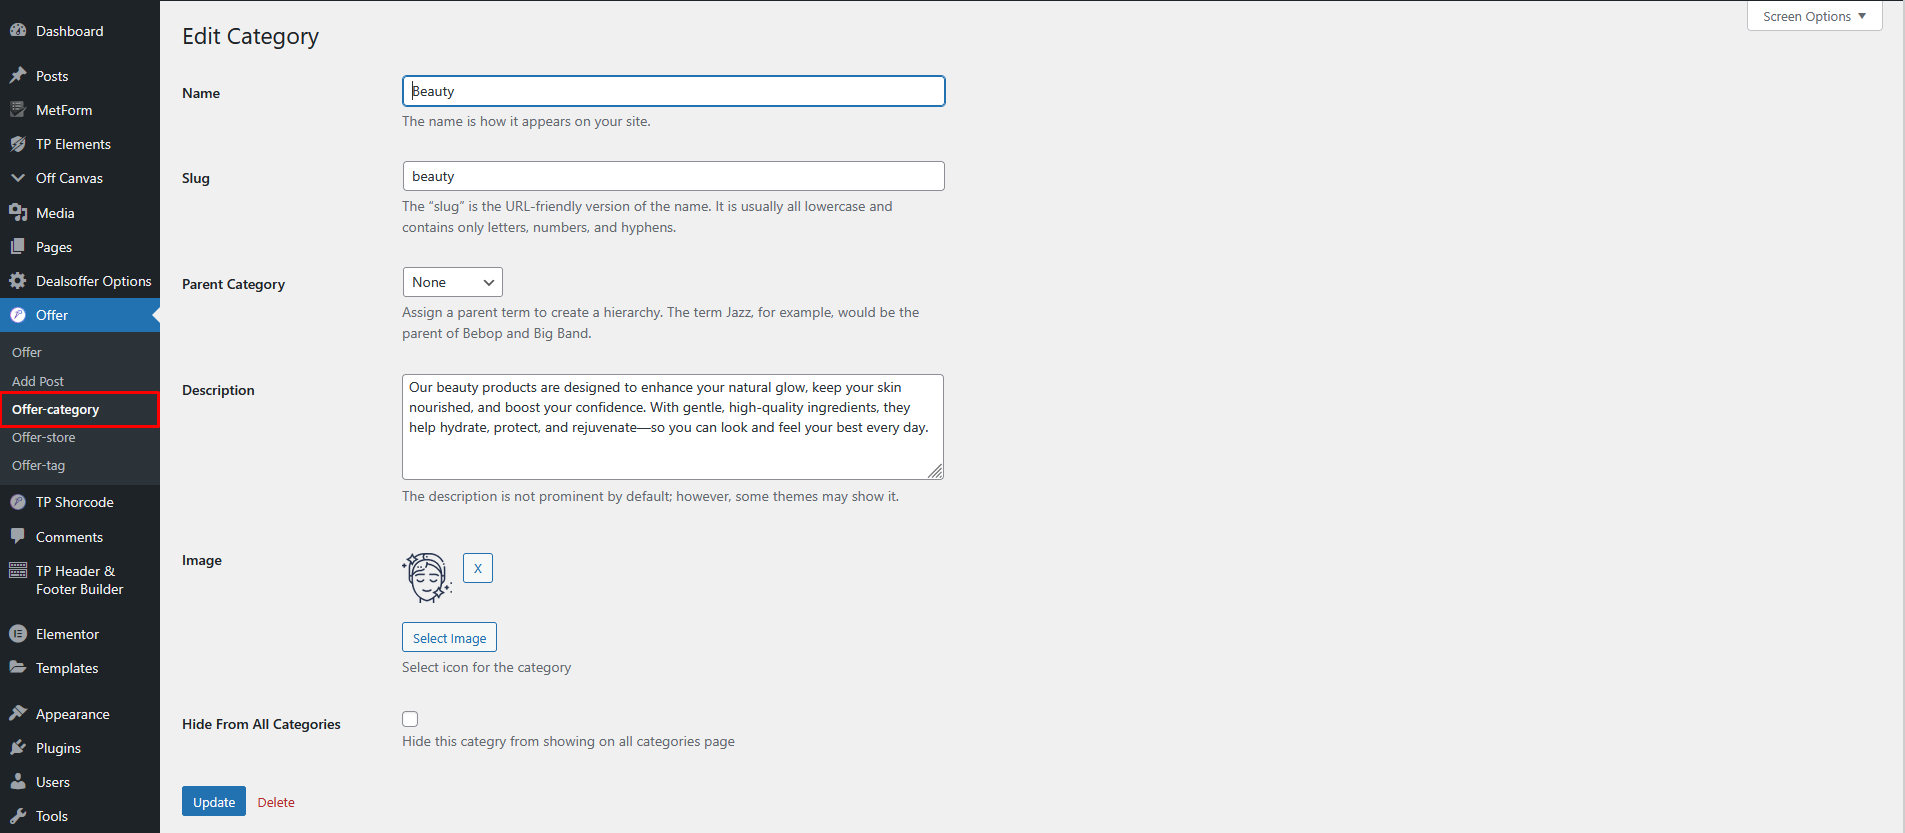 Dashboard
Posts
MetForm
TP Elements
Off Canvas
Media
Pages
Dealsoffer Options
Offer
Offer
Add Post
Offer-category
Offer-store
Offer-tag
TP Shorcode
Comments
TP Header &
Footer Builder
Elementor
Templates
Appearance
Plugins
Users
Tools
Screen Options
Edit Category
Name
Beauty
The name is how it appears on your site.
Slug
beauty
The “slug” is the URL-friendly version of the name. It is usually all lowercase and
contains only letters, numbers, and hyphens.
Parent Category
None
Assign a parent term to create a hierarchy. The term Jazz, for example, would be the
parent of Bebop and Big Band.
Description
Our beauty products are designed to enhance your natural glow, keep your skin
nourished, and boost your confidence. With gentle, high-quality ingredients, they
help hydrate, protect, and rejuvenate—so you can look and feel your best every day.
The description is not prominent by default; however, some themes may show it.
Image
X
Select Image
Select icon for the category
Hide From All Categories
Hide this categry from showing on all categories page
Update
Delete